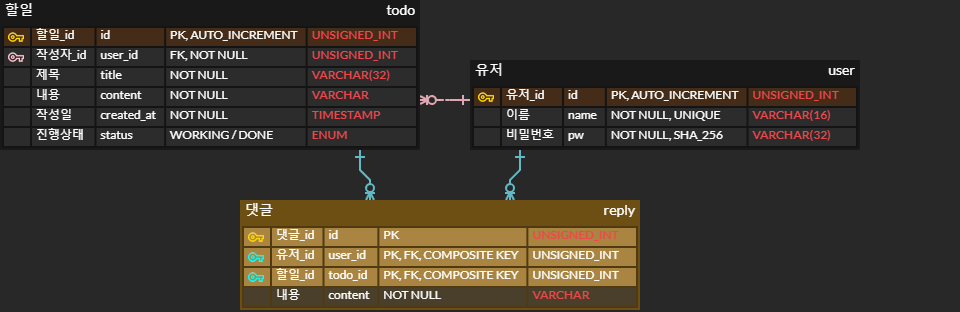 할일 todo
할일_id id PK, AUTO_INCREMENT UNSIGNED_INT
작성자_id user_id FK, NOT NULL UNSIGNED_INT
제목 title NOT NULL VARCHAR(32)
내용 content NOT NULL VARCHAR
작성일 created_at NOT NULL TIMESTAMP
진행상태 status WORKING / DONE ENUM
유저 user
유저_id id PK, AUTO_INCREMENT UNSIGNED_INT
이름 name NOT NULL, UNIQUE VARCHAR(16)
비밀번호 pw NOT NULL, SHA_256 VARCHAR(32)
댓글 reply
댓글_id id PK UNSIGNED_INT
유저_id user_id PK, FK, COMPOSITE KEY UNSIGNED_INT
할일_id todo_id PK, FK, COMPOSITE KEY UNSIGNED_INT
내용 content NOT NULL VARCHAR